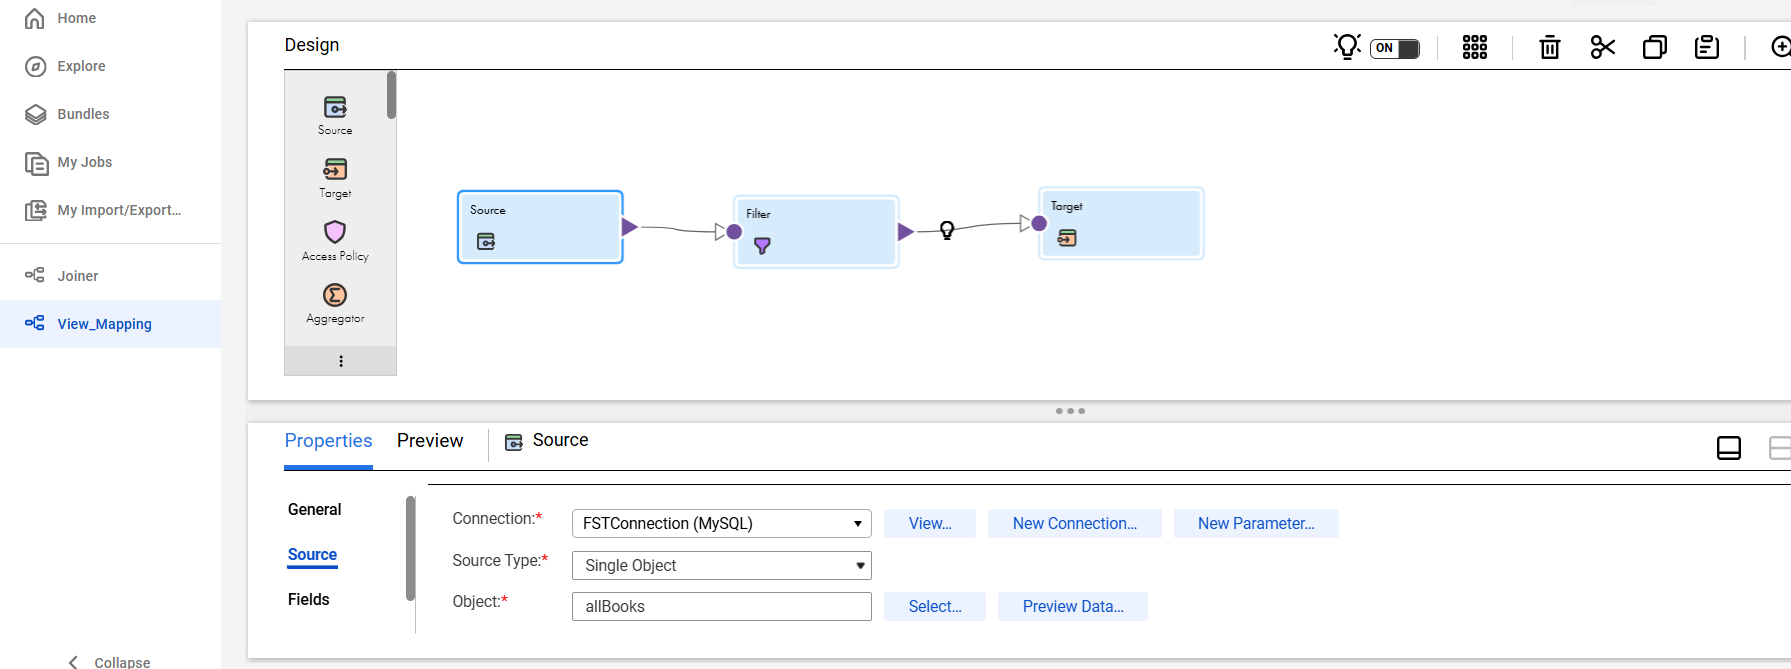 Home
Explore
Bundles
My Jobs
My Import/Export...
Joiner
View_Mapping
Collapse
Design
ON
Source
Target
Access Policy
Aggregator
Source
Filter
Target
Properties
Preview
Source
General
Source
Fields
Connection:*
FSTConnection (MySQL)
View...
New Connection...
New Parameter...
Source Type:*
Single Object
Object:*
allBooks
Select...
Preview Data...